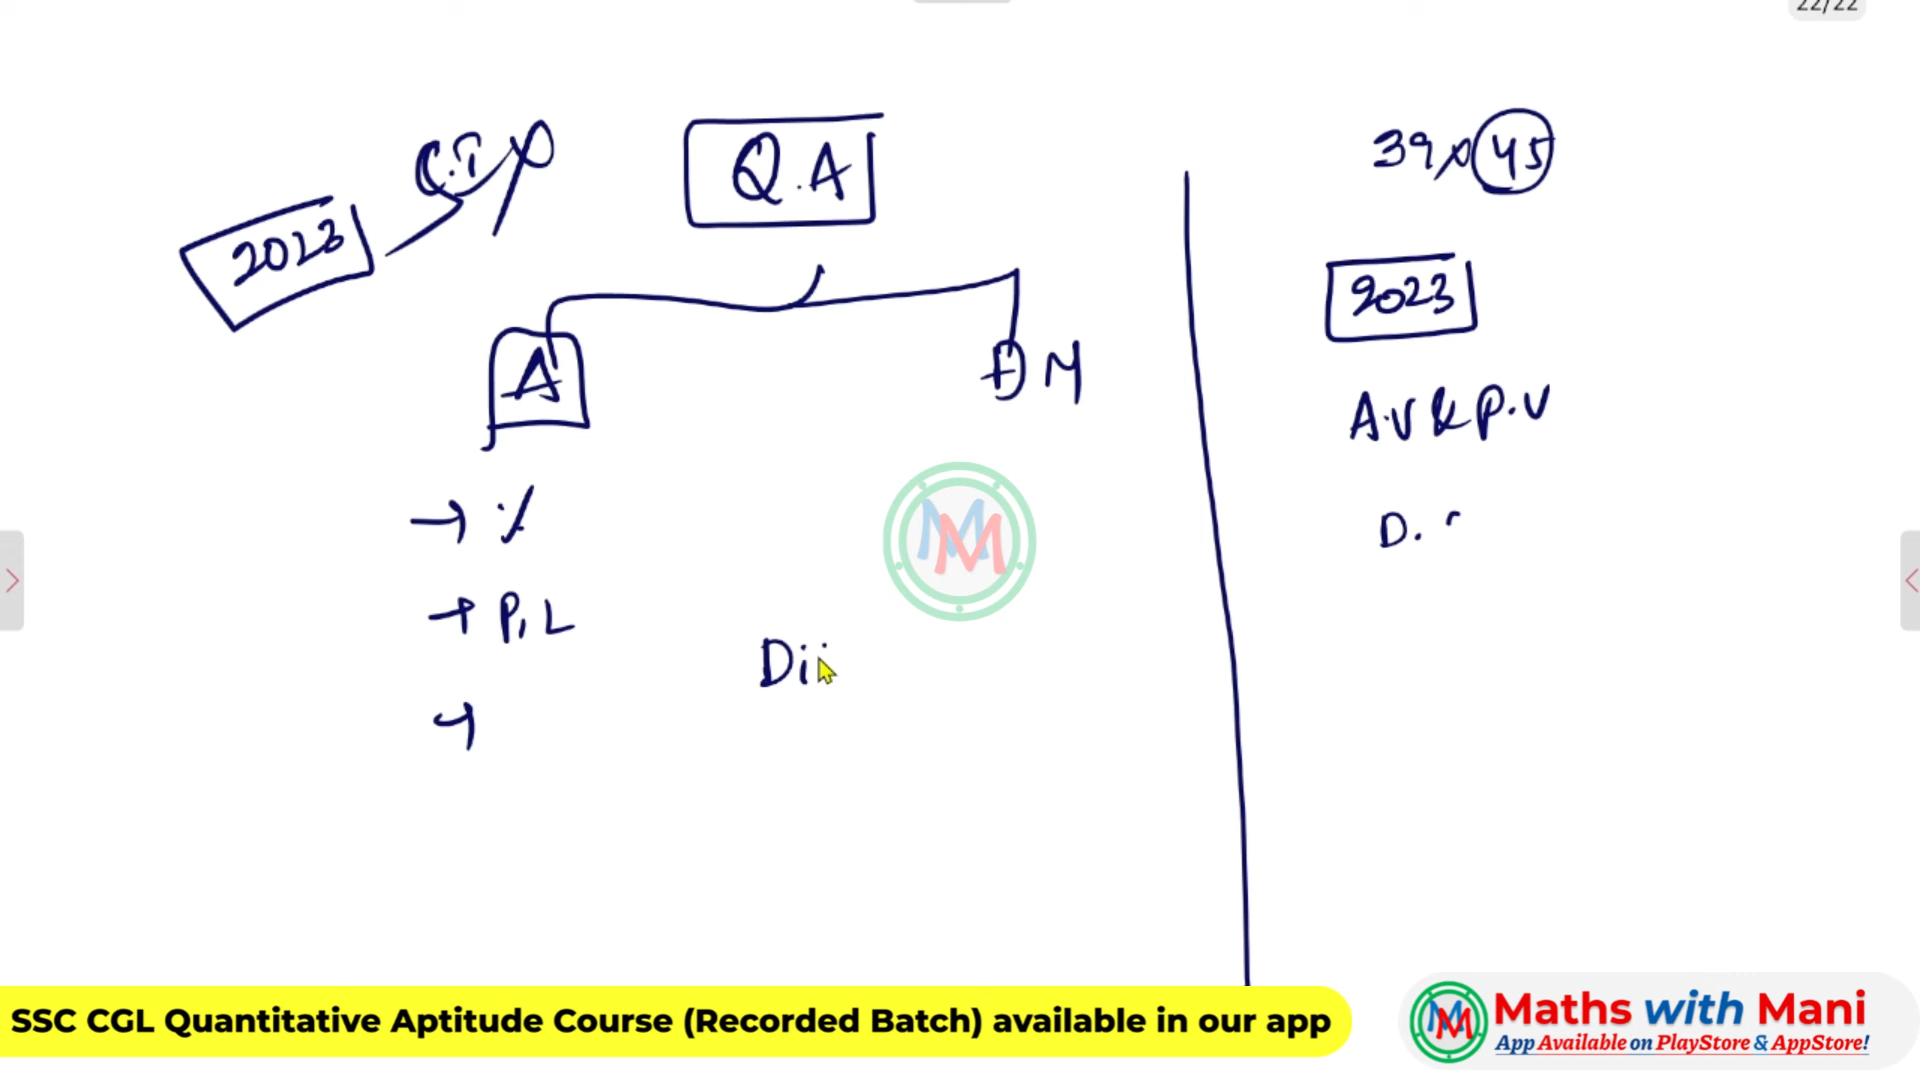 22/22
C.I
Q.A
39 x 45
2023
2023
A
A.V & P.V
M
→ %
D.
→ P, L
Di
SSC CGL Quantitative Aptitude Course (Recorded Batch) available in our app
Maths with Mani
App Available on PlayStore & AppStore!